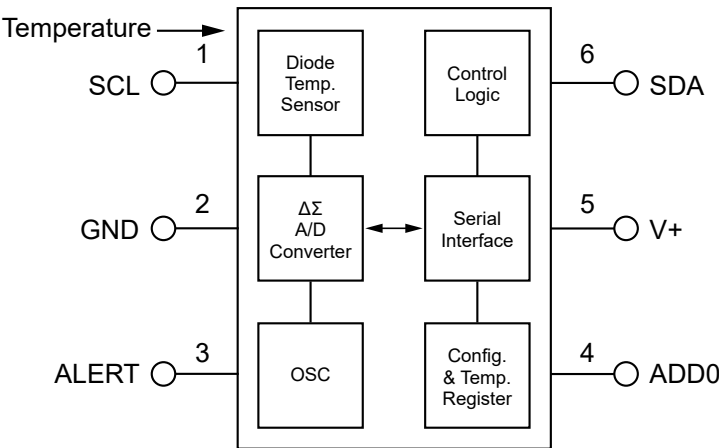 Temperature
1
SCL
Diode
Temp.
Sensor
Control
Logic
6
SDA
2
GND
ΔΣ
A/D
Converter
Serial
Interface
5
V+
3
ALERT
OSC
Config.
& Temp.
Register
4
ADD0